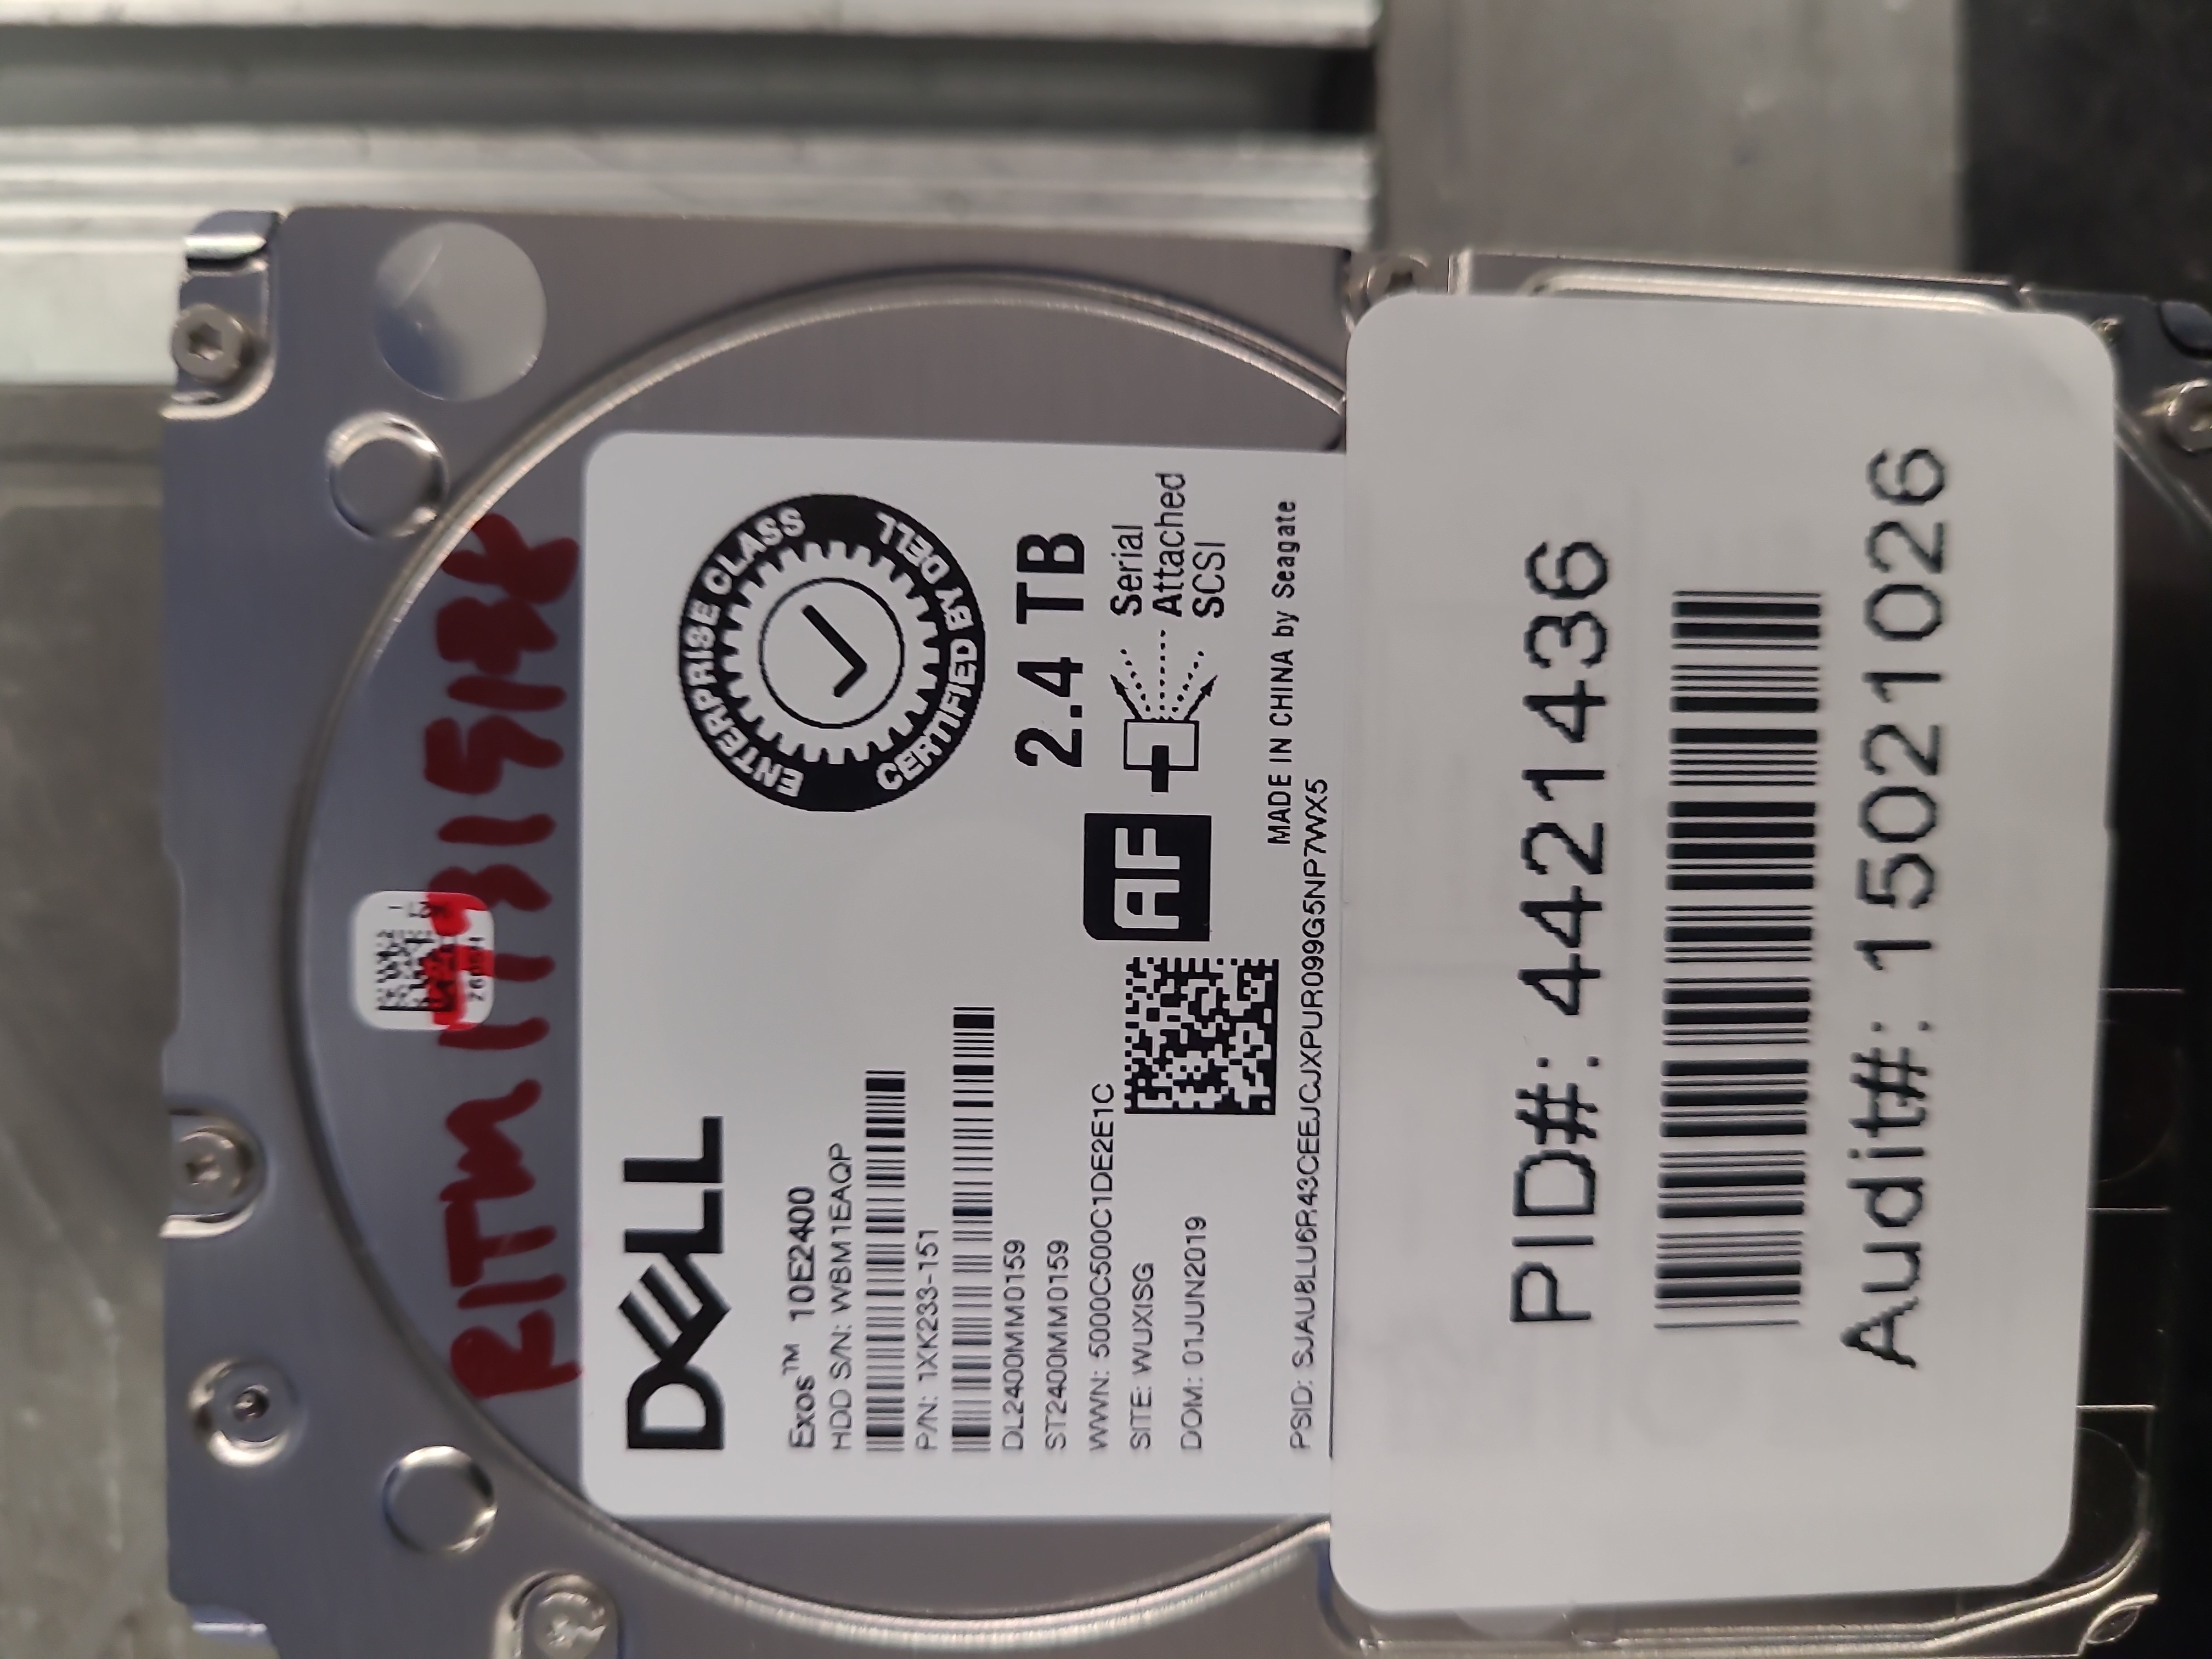 RITM17315138
Z605H
DELL
ENTERPRISE CLASS
CERTIFIED BY DELL
Exos™ 10E2400
HDD S/N: WBM1EAQP
P/N: 1XK233-151
DL2400MM0159
ST2400MM0159
WWN: 5000C500C1DE2E1C
SITE: WUXISG
DOM: 01JUN2019
2.4 TB
AF
Serial
Attached
SCSI
MADE IN CHINA by Seagate
PSID: SJAU8LU6R43CEEJCJXPUR099G5NP7WX5
PID#: 4421436
Audit#: 15021026